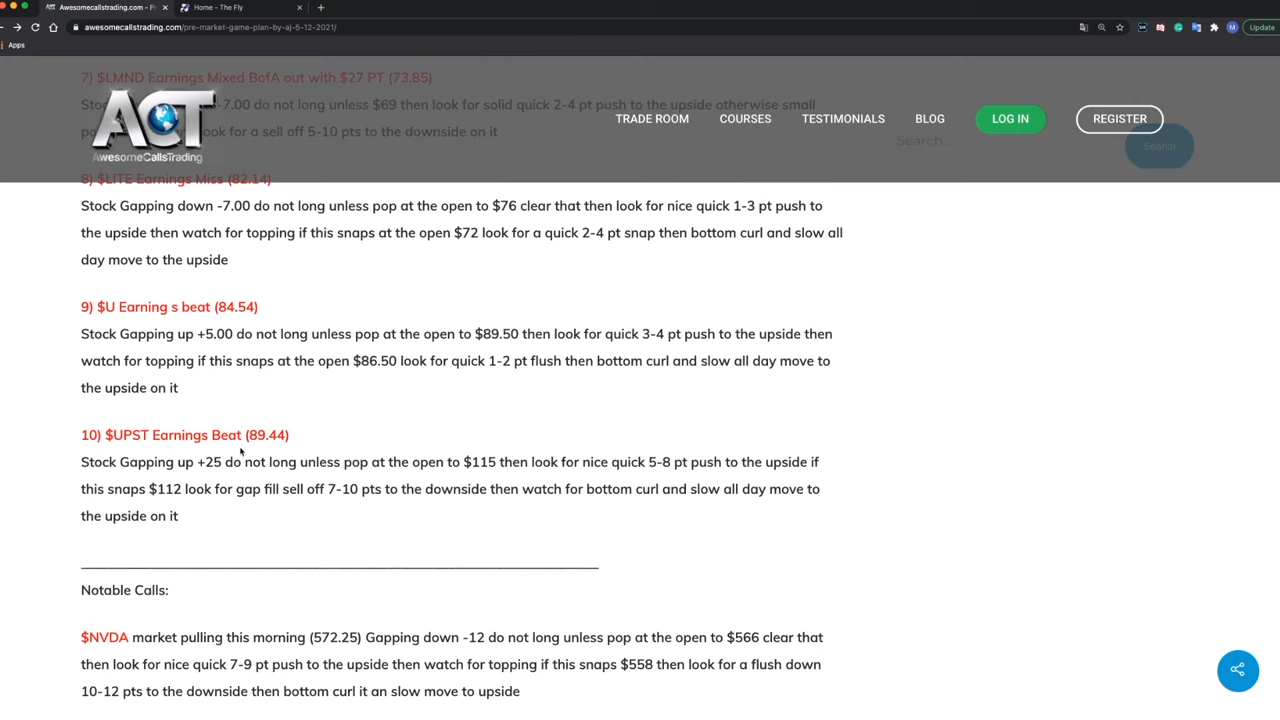 Awesomecallstrading.com/ – P
Home - The Fly
awesomecallstrading.com/pre-market-game-plan-by-aj-5-12-2021/
M
Update
Apps
7) $LMND Earnings Mixed BofA out with $27 PT (73.85)
-7.00 do not long unless $69 then look for solid quick 2-4 pt push to the upside otherwise small
look for a sell off 5-10 pts to the downside on it
ACT
AwesomeCallsTrading
TRADE ROOM
COURSES
TESTIMONIALS
BLOG
LOG IN
REGISTER
Search...
Search
8) $LITE Earnings Miss (82.14)
Stock Gapping down -7.00 do not long unless pop at the open to $76 clear that then look for nice quick 1-3 pt push to
the upside then watch for topping if this snaps at the open $72 look for a quick 2-4 pt snap then bottom curl and slow all
day move to the upside
9) $U Earning s beat (84.54)
Stock Gapping up +5.00 do not long unless pop at the open to $89.50 then look for quick 3-4 pt push to the upside then
watch for topping if this snaps at the open $86.50 look for quick 1-2 pt flush then bottom curl and slow all day move to
the upside on it
10) $UPST Earnings Beat (89.44)
Stock Gapping up +25 do not long unless pop at the open to $115 then look for nice quick 5-8 pt push to the upside if
this snaps $112 look for gap fill sell off 7-10 pts to the downside then watch for bottom curl and slow all day move to
the upside on it
Notable Calls:
$NVDA market pulling this morning (572.25) Gapping down -12 do not long unless pop at the open to $566 clear that
then look for nice quick 7-9 pt push to the upside then watch for topping if this snaps $558 then look for a flush down
10-12 pts to the downside then bottom curl it an slow move to upside